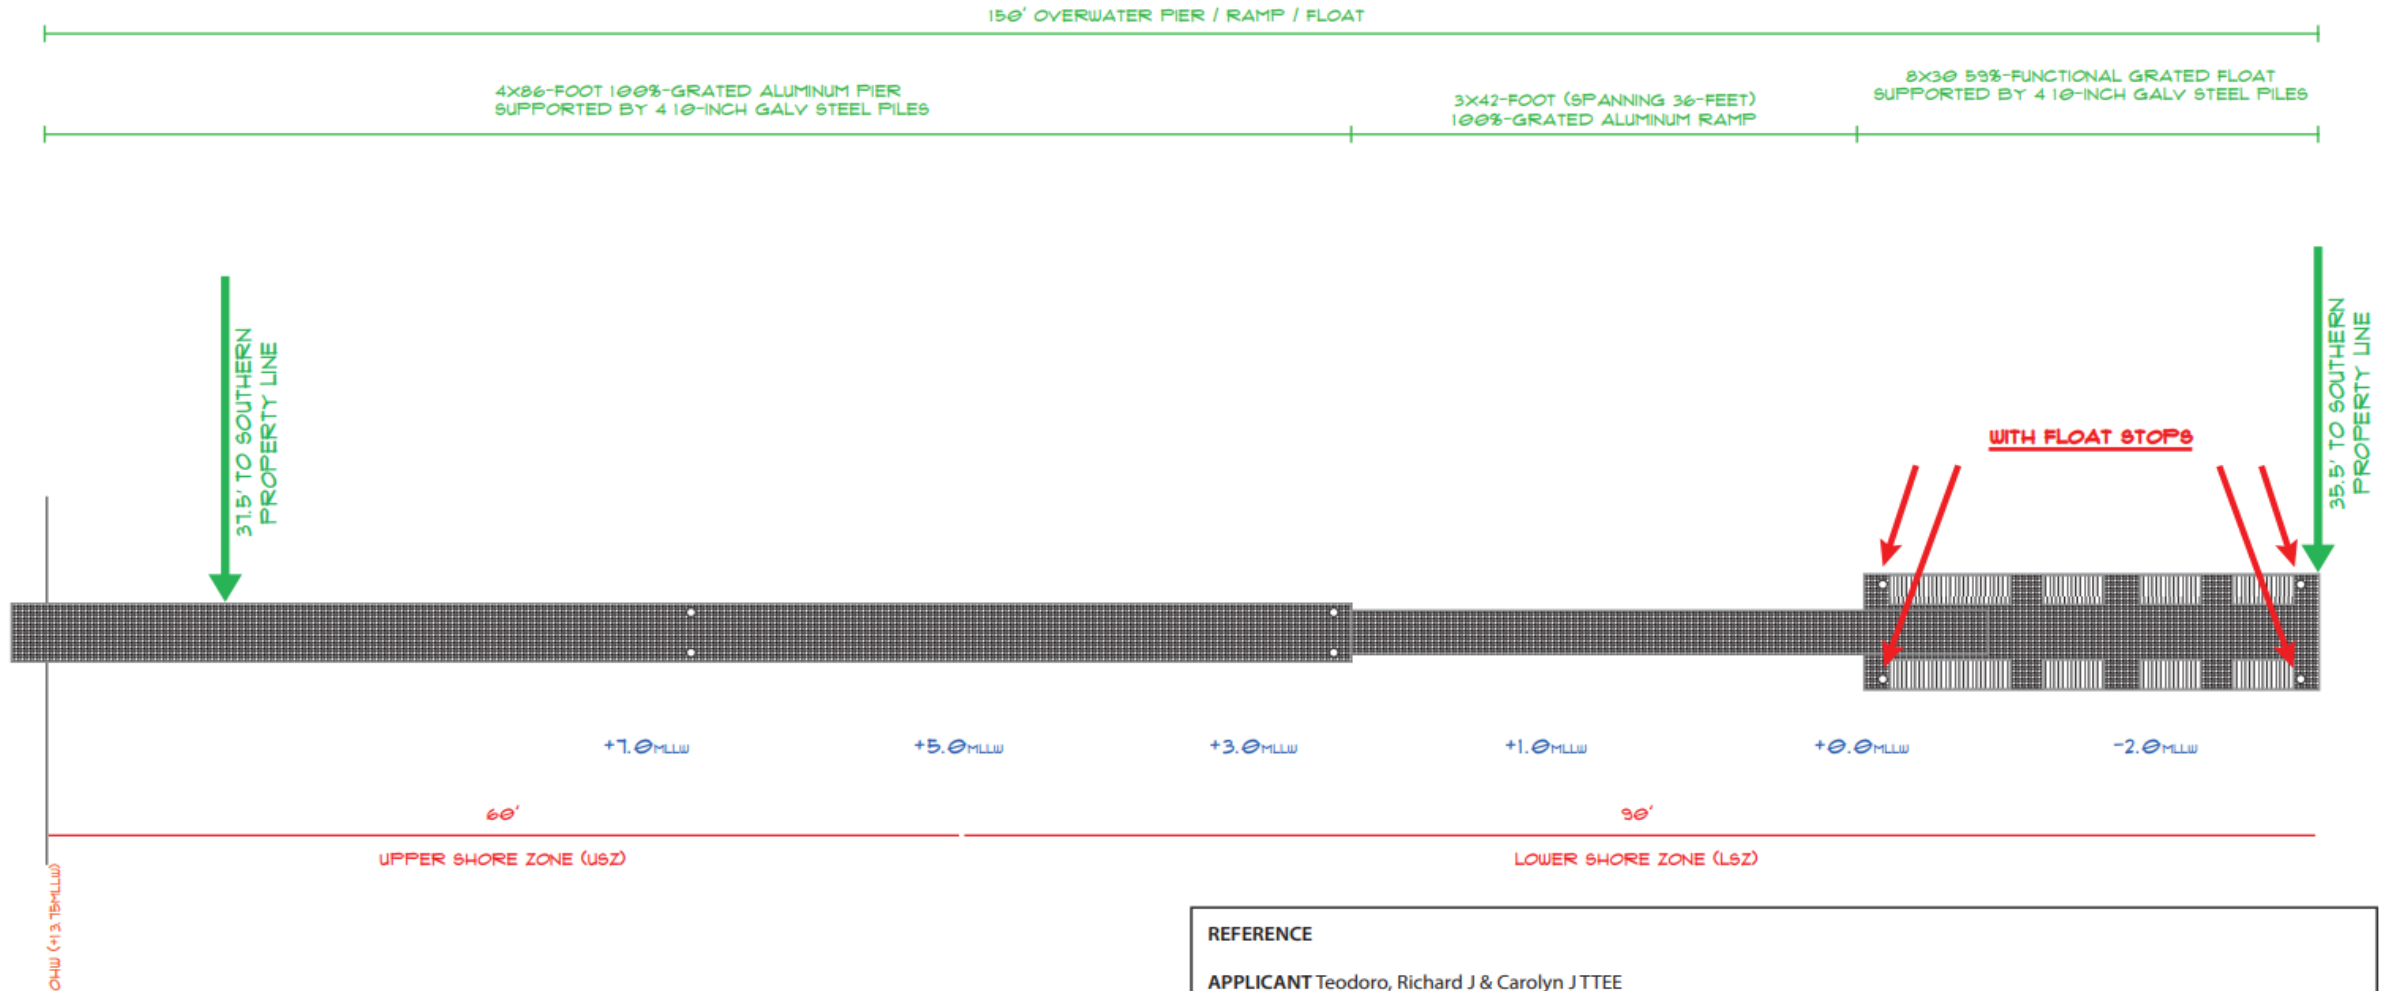 150' OVERWATER PIER / RAMP / FLOAT
4X86-FOOT 100%-GRATED ALUMINUM PIER
SUPPORTED BY 4 10-INCH GALV STEEL PILES
3X42-FOOT (SPANNING 36-FEET)
100%-GRATED ALUMINUM RAMP
8X30 59%-FUNCTIONAL GRATED FLOAT
SUPPORTED BY 4 10-INCH GALV STEEL PILES
37.5' TO SOUTHERN
PROPERTY LINE
35.5' TO SOUTHERN
PROPERTY LINE
WITH FLOAT STOPS
+7.0MLLW
+5.0MLLW
+3.0MLLW
+1.0MLLW
+0.0MLLW
-2.0MLLW
60'
90'
UPPER SHORE ZONE (USZ)
LOWER SHORE ZONE (LSZ)
OHW (+13.75MLLW)
REFERENCE
APPLICANT Teodoro, Richard J & Carolyn J TTEE